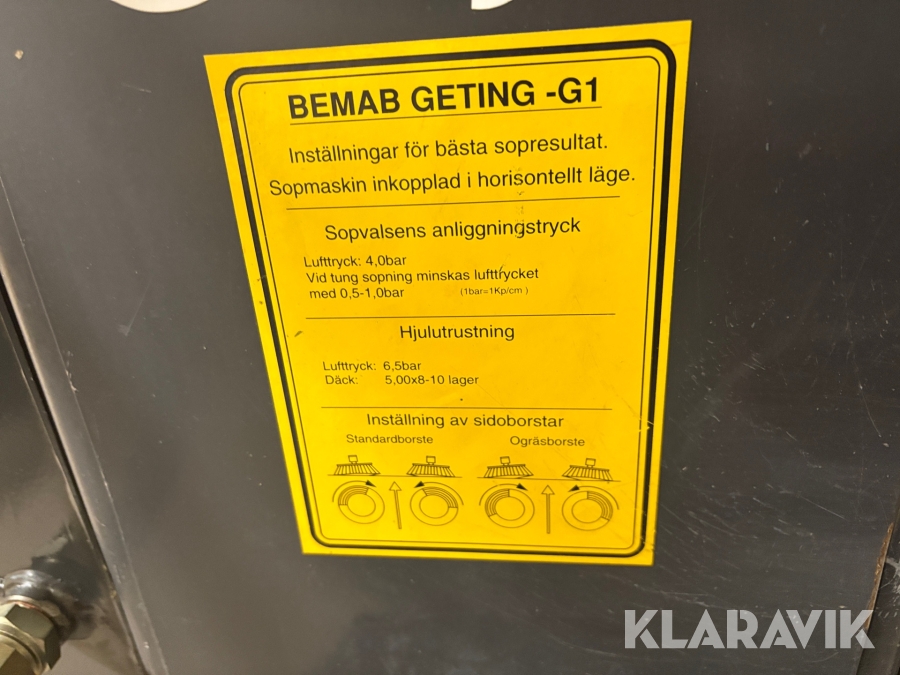 BEMAB GETING -G1
Inställningar för bästa sopresultat.
Sopmaskin inkopplad i horisontellt läge.
Sopvalsens anliggningstryck
Lufttryck: 4,0bar
Vid tung sopning minskas lufttrycket
med 0,5-1,0bar (1bar=1Kp/cm )
Hjulutrustning
Lufttryck: 6,5bar
Däck: 5,00x8-10 lager
Inställning av sidoborstar
Standardborste Ogräsborste
KLARAVIK